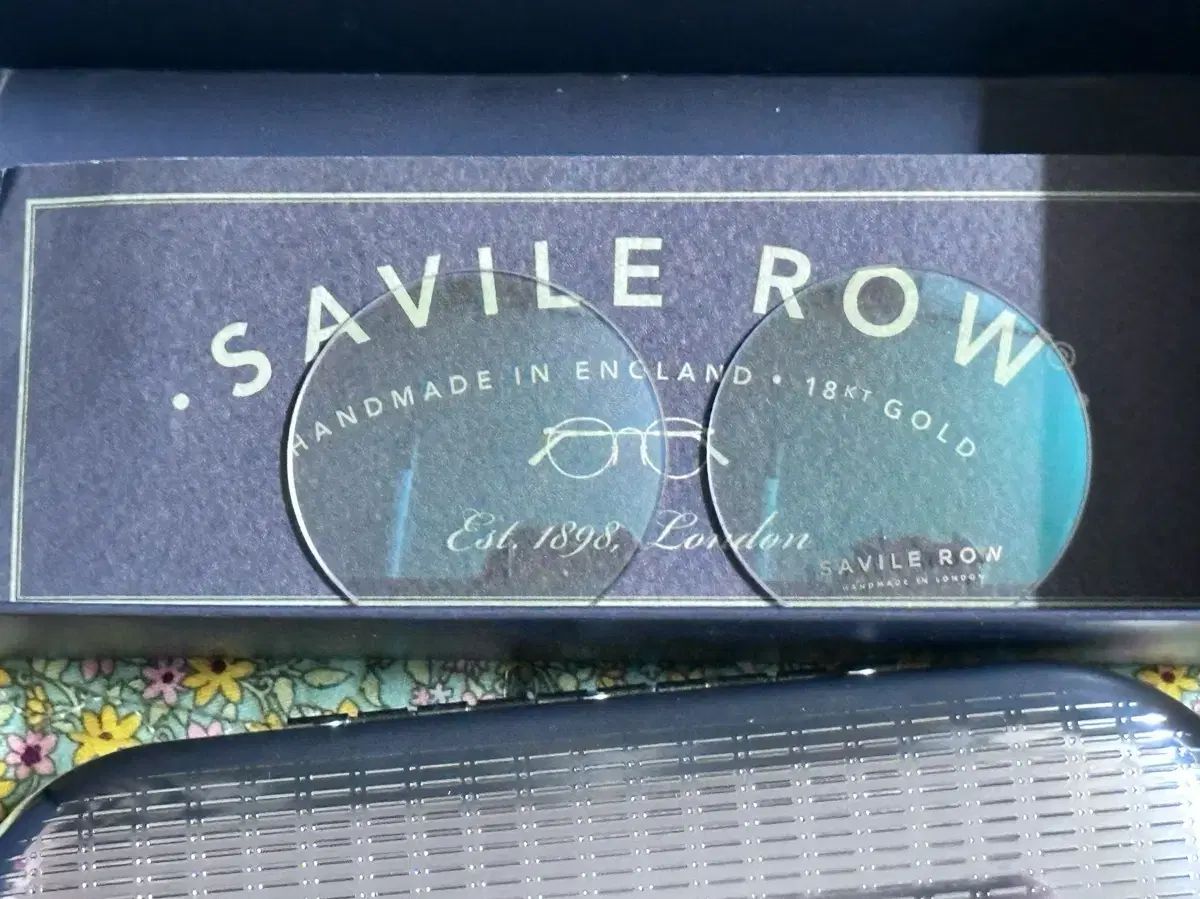 . SAVILE ROW ®
HANDMADE IN ENGLAND • 18KT GOLD
Est. 1898, London
SAVILE ROW
HANDMADE IN LONDON